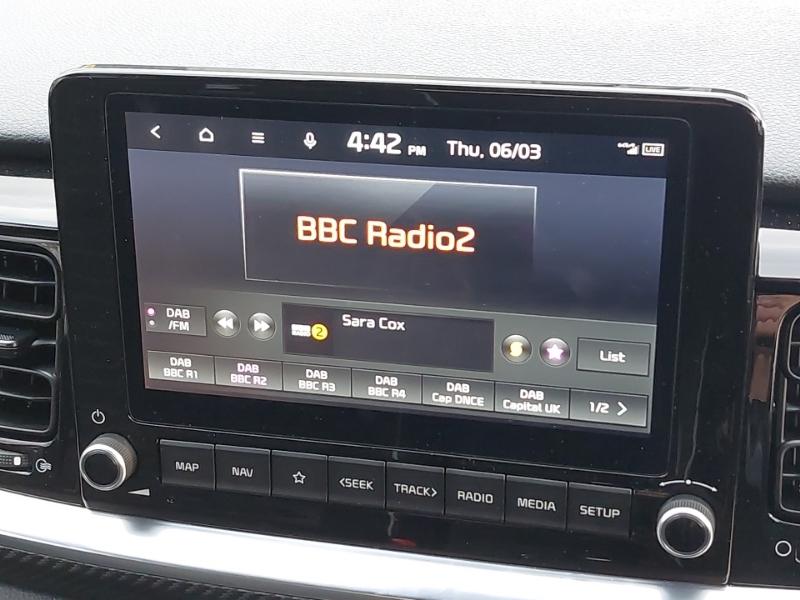 4:42 PM Thu, 06/03
LIVE
BBC Radio2
DAB
/FM
2
Sara Cox
S
List
DAB
BBC R1
DAB
BBC R2
DAB
BBC R3
DAB
BBC R4
DAB
Cap DNCE
DAB
Capital UK
1/2 >
MAP
NAV
<SEEK
TRACK>
RADIO
MEDIA
SETUP